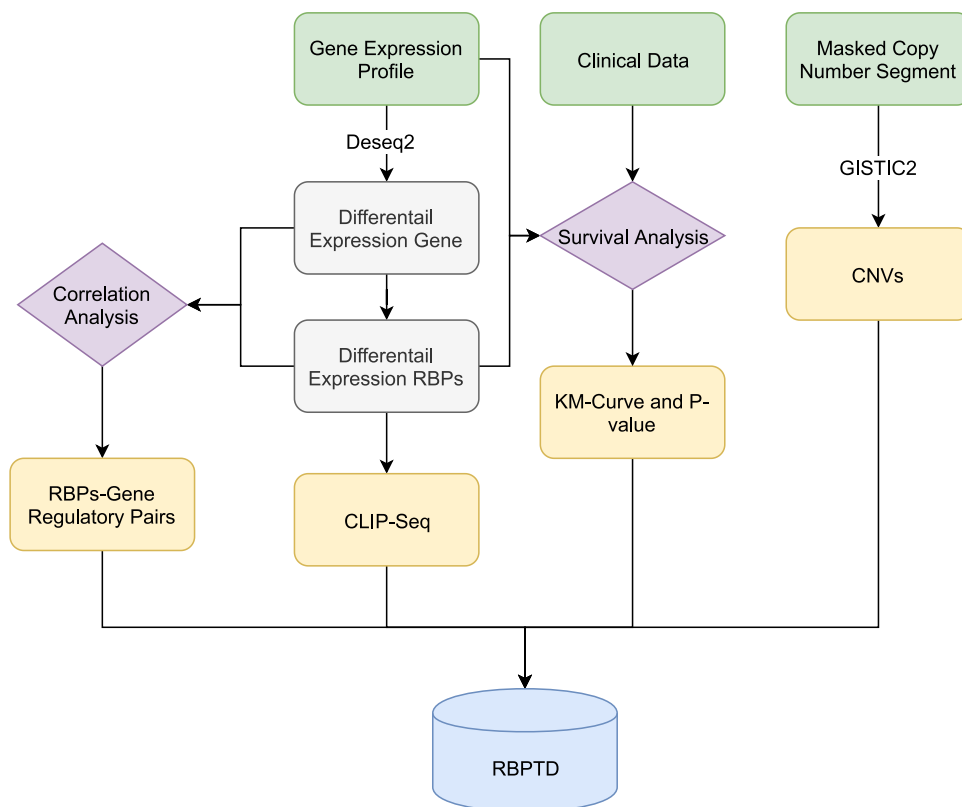 Gene Expression
Profile
Clinical Data
Masked Copy
Number Segment
Deseq2
GISTIC2
Differentail
Expression Gene
Survival Analysis
CNVs
Correlation
Analysis
Differentail
Expression RBPs
KM-Curve and P-
value
RBPs-Gene
Regulatory Pairs
CLIP-Seq
RBPTD